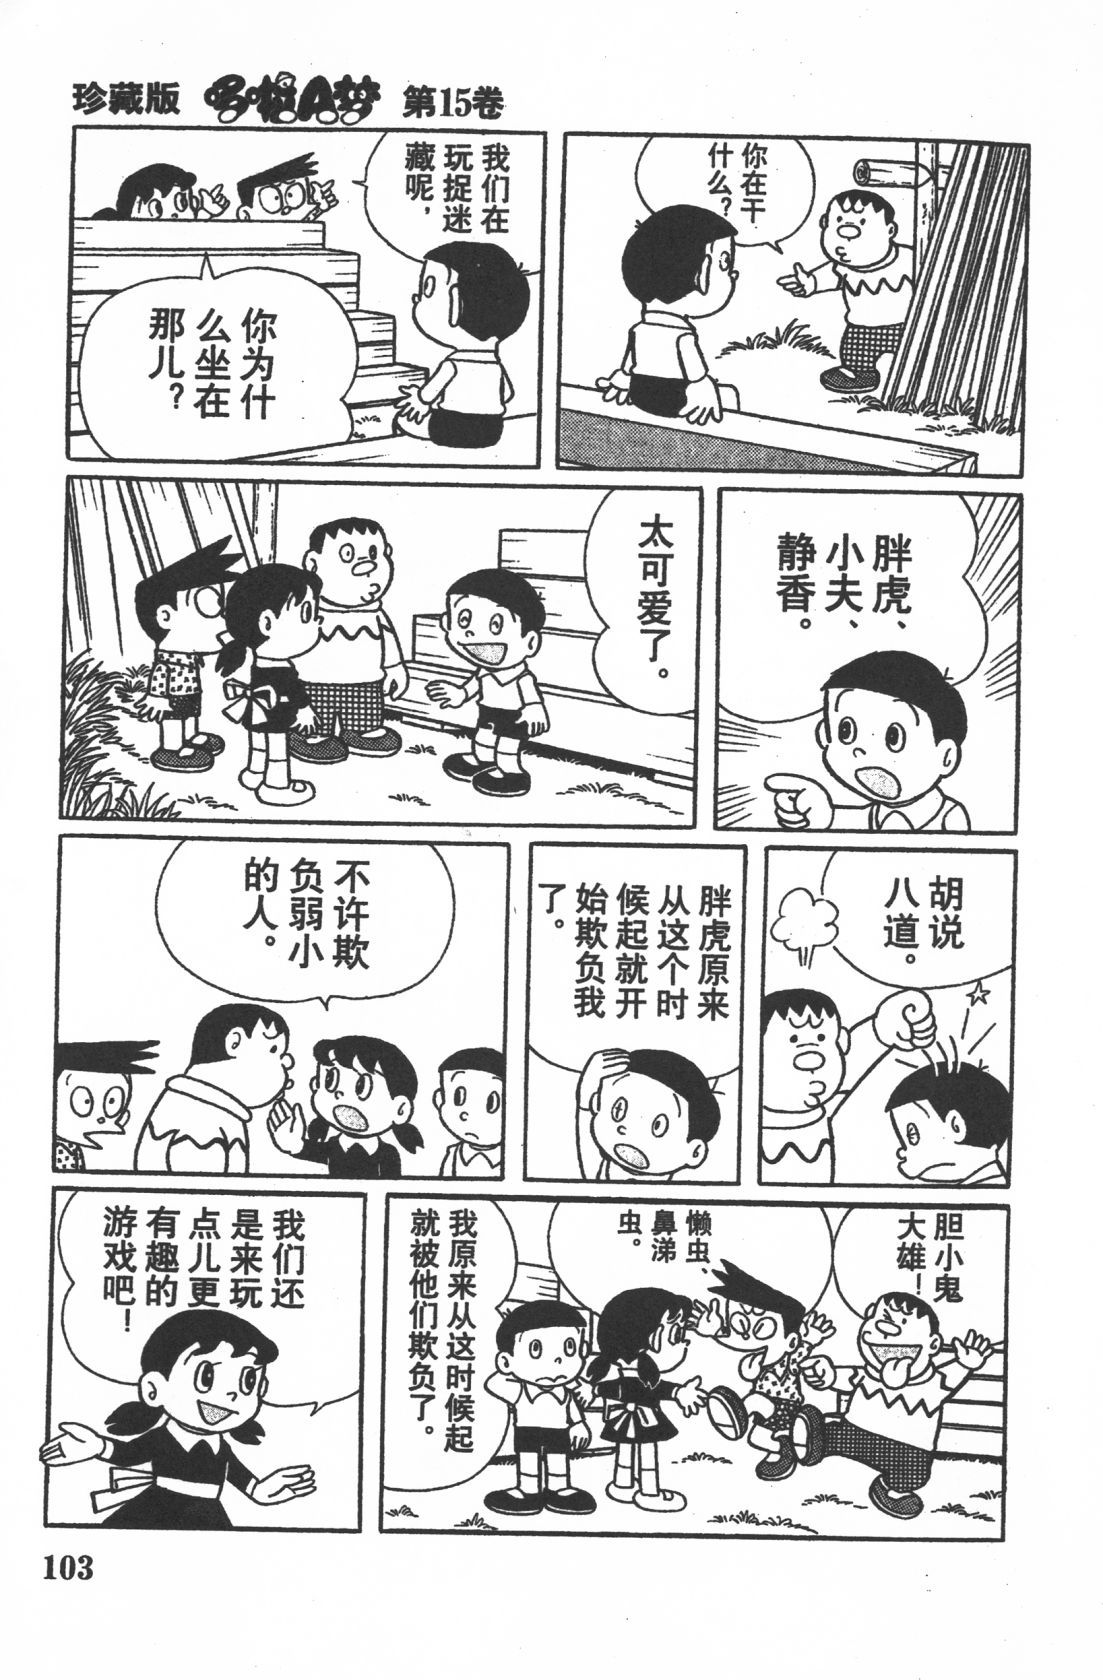 珍藏版 哆啦A梦 第15卷
你在干
什么？
我们在
玩捉迷
藏呢，
你为什
么坐在
那儿？
胖虎、
小夫、
静香。
太可爱了。
胡说
八道。
胖虎原来
从这个时
候起就开
始欺负我
了。
不许欺
负弱小
的人。
胆小鬼
大雄！
懒虫、
鼻涕
虫。
我原来从这时候起
就被他们欺负了。
我们还
是来玩
点儿更
有趣的
游戏吧！
103